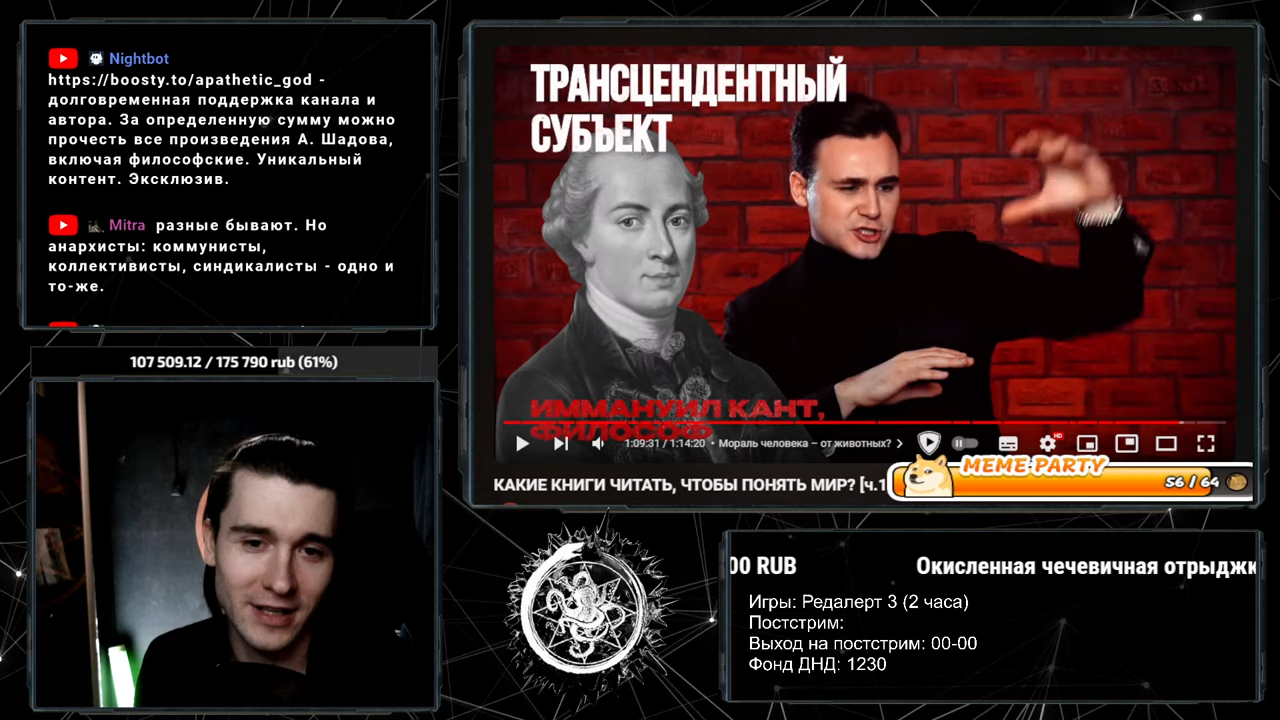 Nightbot
https://boosty.to/apathetic_god -
долговременная поддержка канала и
автора. За определенную сумму можно
прочесть все произведения А. Шадова,
включая философские. Уникальный
контент. Эксклюзив.
Mitra разные бывают. Но
анархисты: коммунисты,
коллективисты, синдикалисты - одно и
то-же.
107 509.12 / 175 790 rub (61%)
ТРАНСЦЕНДЕНТНЫЙ
СУБЪЕКТ
ИММАНУИЛ КАНТ,
ФИЛОСОФ
1:09:31 / 1:14:20 • Мораль человека – от животных?
HD
КАКИЕ КНИГИ ЧИТАТЬ, ЧТОБЫ ПОНЯТЬ МИР? [ч.1
MEME PARTY
56 / 64
00 RUB
Окисленная чечевичная отрыджк
Игры: Редалерт 3 (2 часа)
Постстрим:
Выход на постстрим: 00-00
Фонд ДНД: 1230